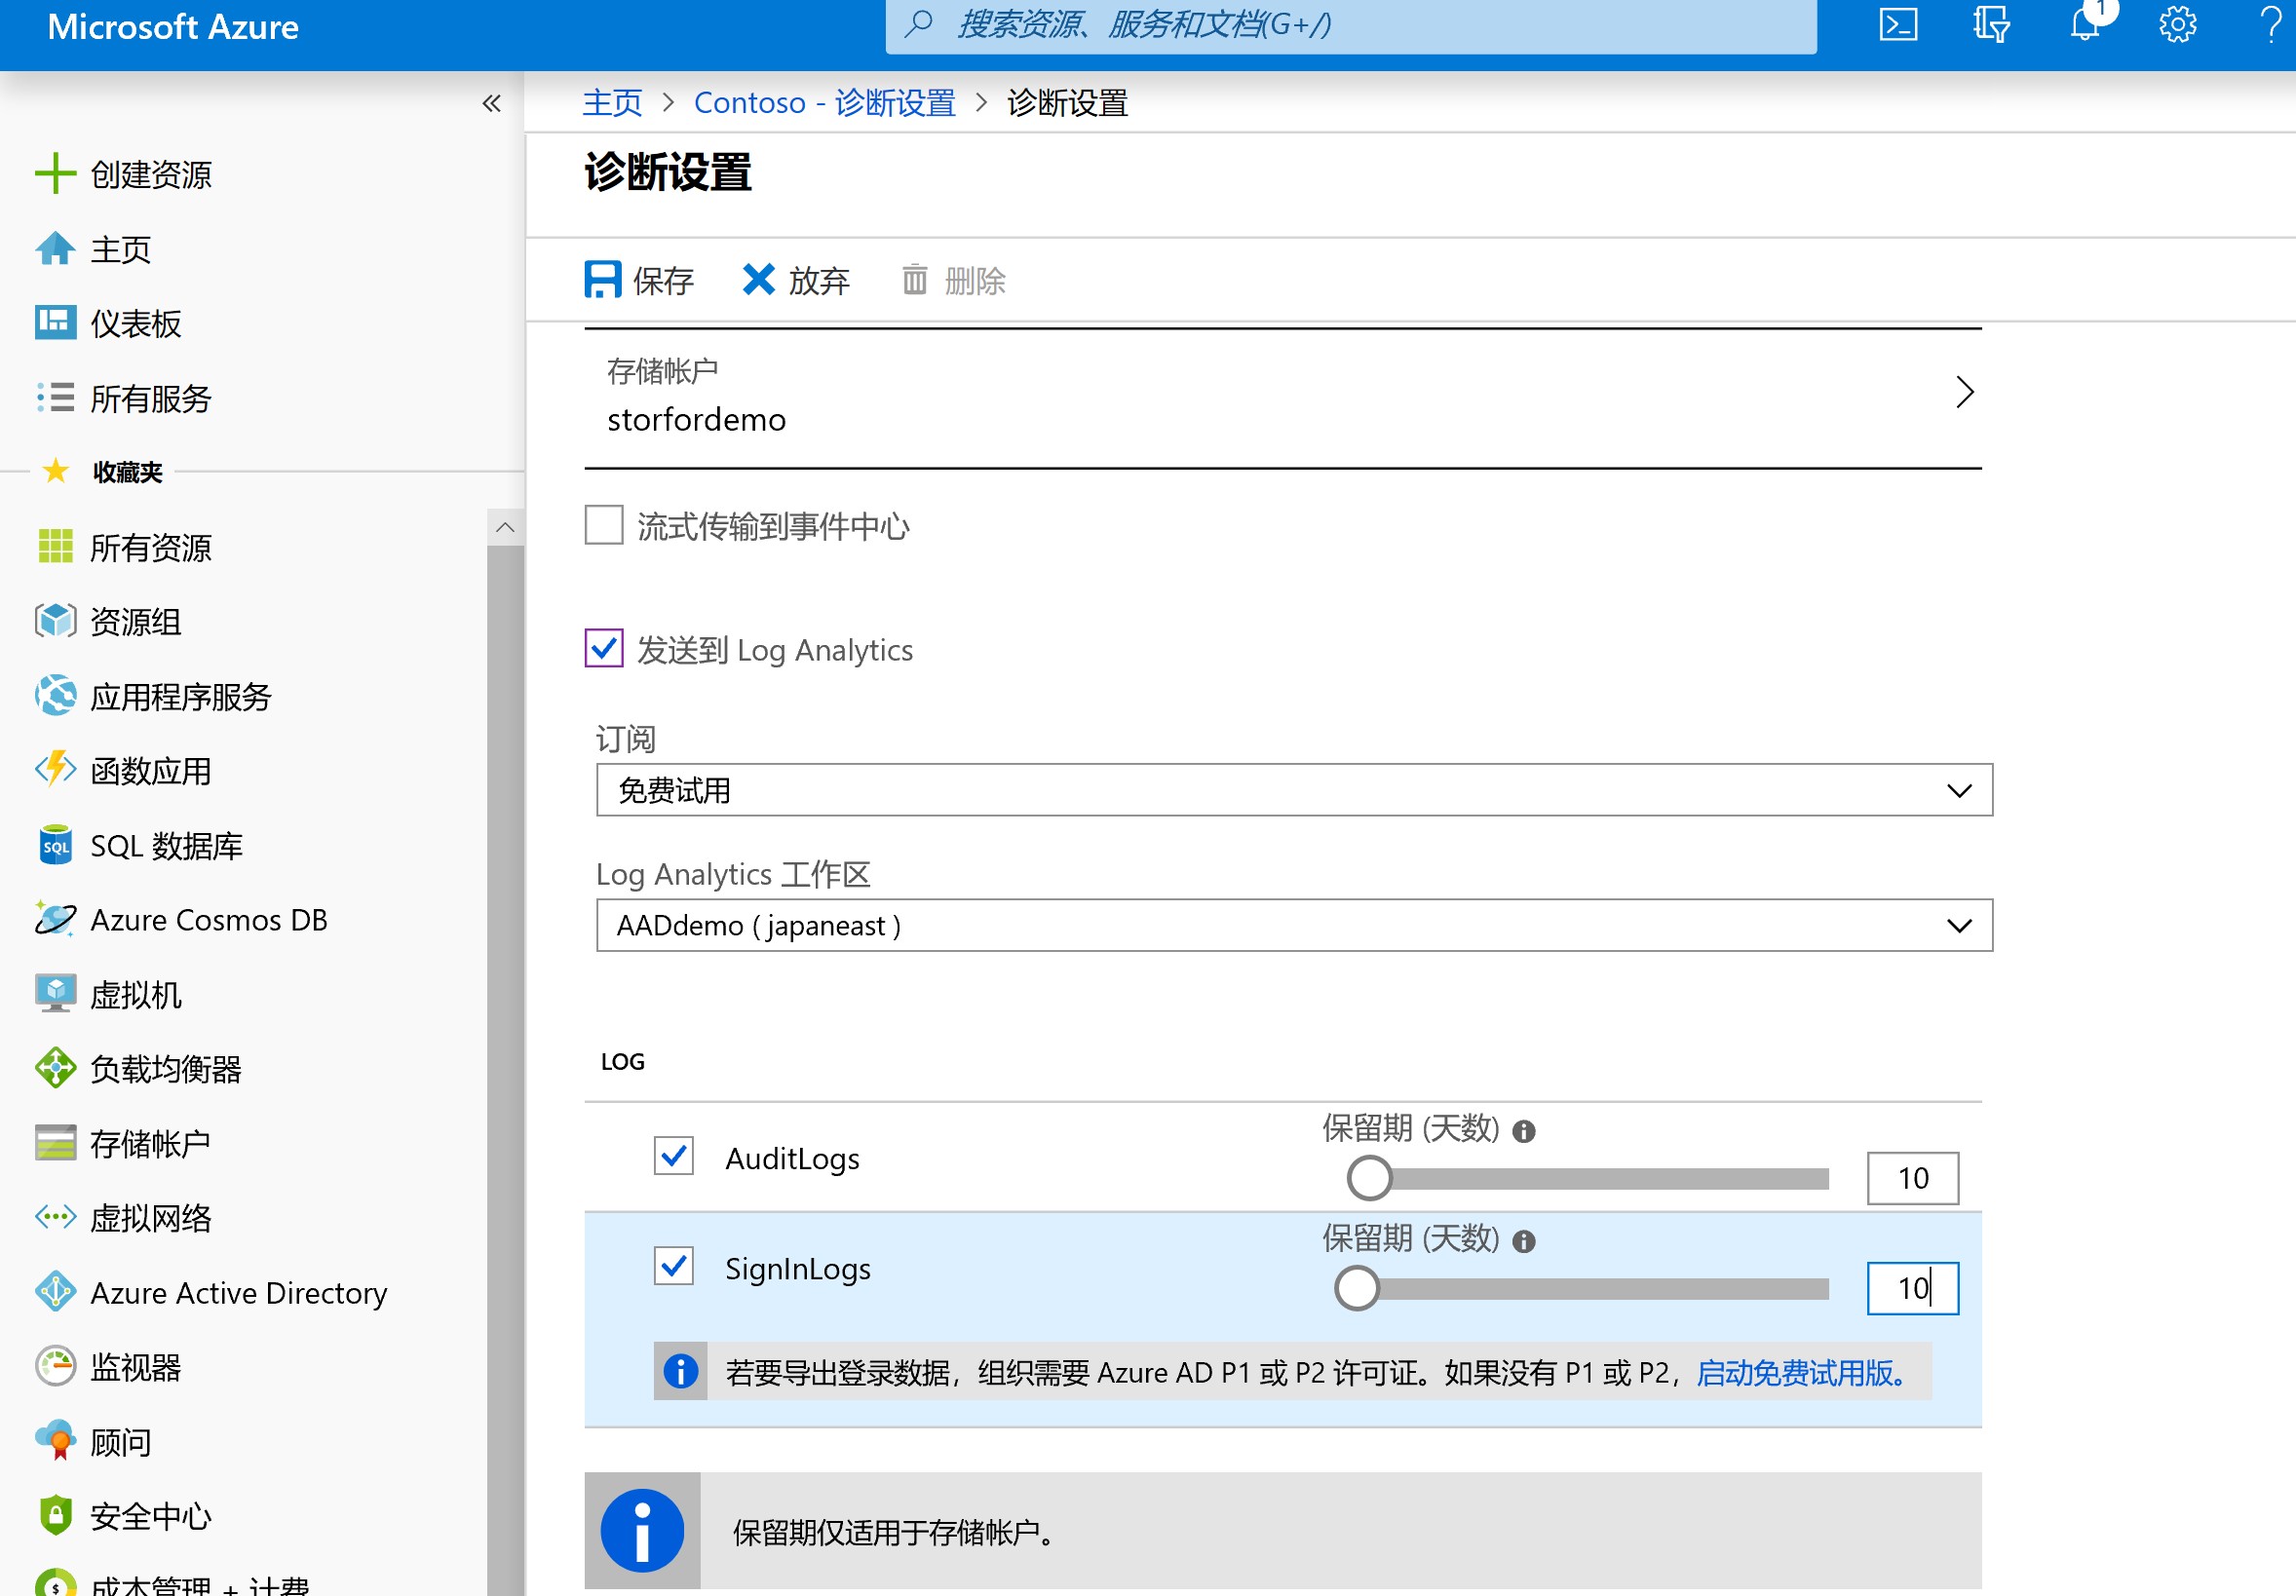 Microsoft Azure
搜索资源、服务和文档(G+/)
1
主页 > Contoso - 诊断设置 > 诊断设置
诊断设置
保存
放弃
删除
创建资源
主页
仪表板
所有服务
收藏夹
所有资源
资源组
应用程序服务
函数应用
SQL 数据库
Azure Cosmos DB
虚拟机
负载均衡器
存储帐户
虚拟网络
Azure Active Directory
监视器
顾问
安全中心
成本管理 + 计费
存储帐户
storfordemo
流式传输到事件中心
发送到 Log Analytics
订阅
免费试用
Log Analytics 工作区
AADdemo ( japaneast )
LOG
AuditLogs
保留期 (天数)
10
SignInLogs
保留期 (天数)
10
若要导出登录数据，组织需要 Azure AD P1 或 P2 许可证。如果没有 P1 或 P2，启动免费试用版。
保留期仅适用于存储帐户。